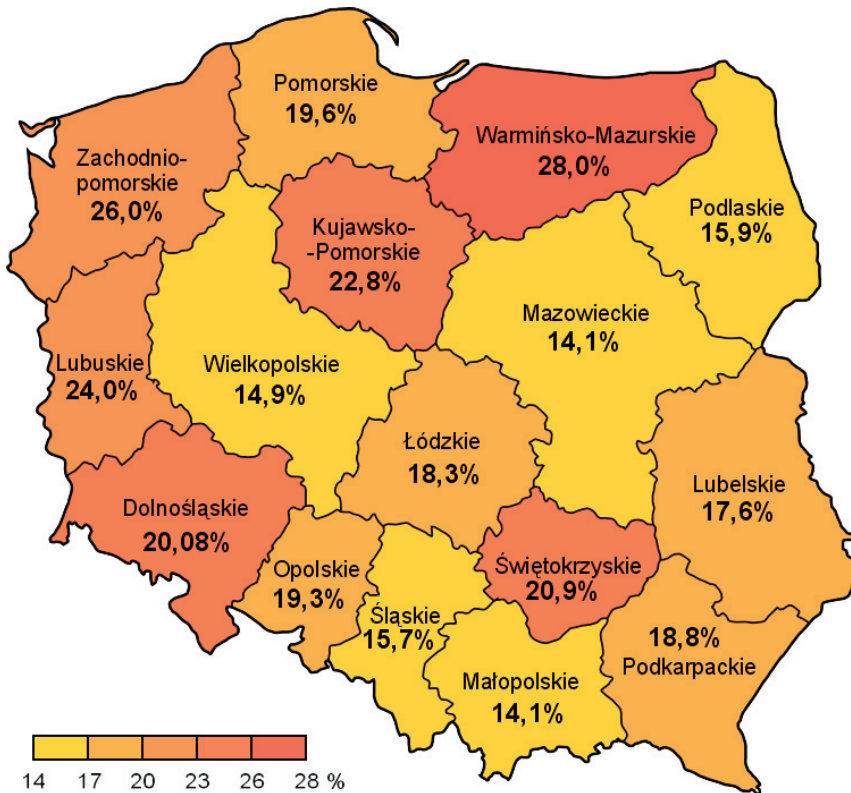 Pomorskie
19,6%
Warmińsko-Mazurskie
28,0%
Zachodnio-
pomorskie
26,0%
Podlaskie
15,9%
Kujawsko-
-Pomorskie
22,8%
Mazowieckie
14,1%
Lubuskie
24,0%
Wielkopolskie
14,9%
Łódzkie
18,3%
Lubelskie
17,6%
Dolnośląskie
20,08%
Opolskie
19,3%
Śląskie
15,7%
Świętokrzyskie
20,9%
18,8%
Podkarpackie
Małopolskie
14,1%
14 17 20 23 26 28 %